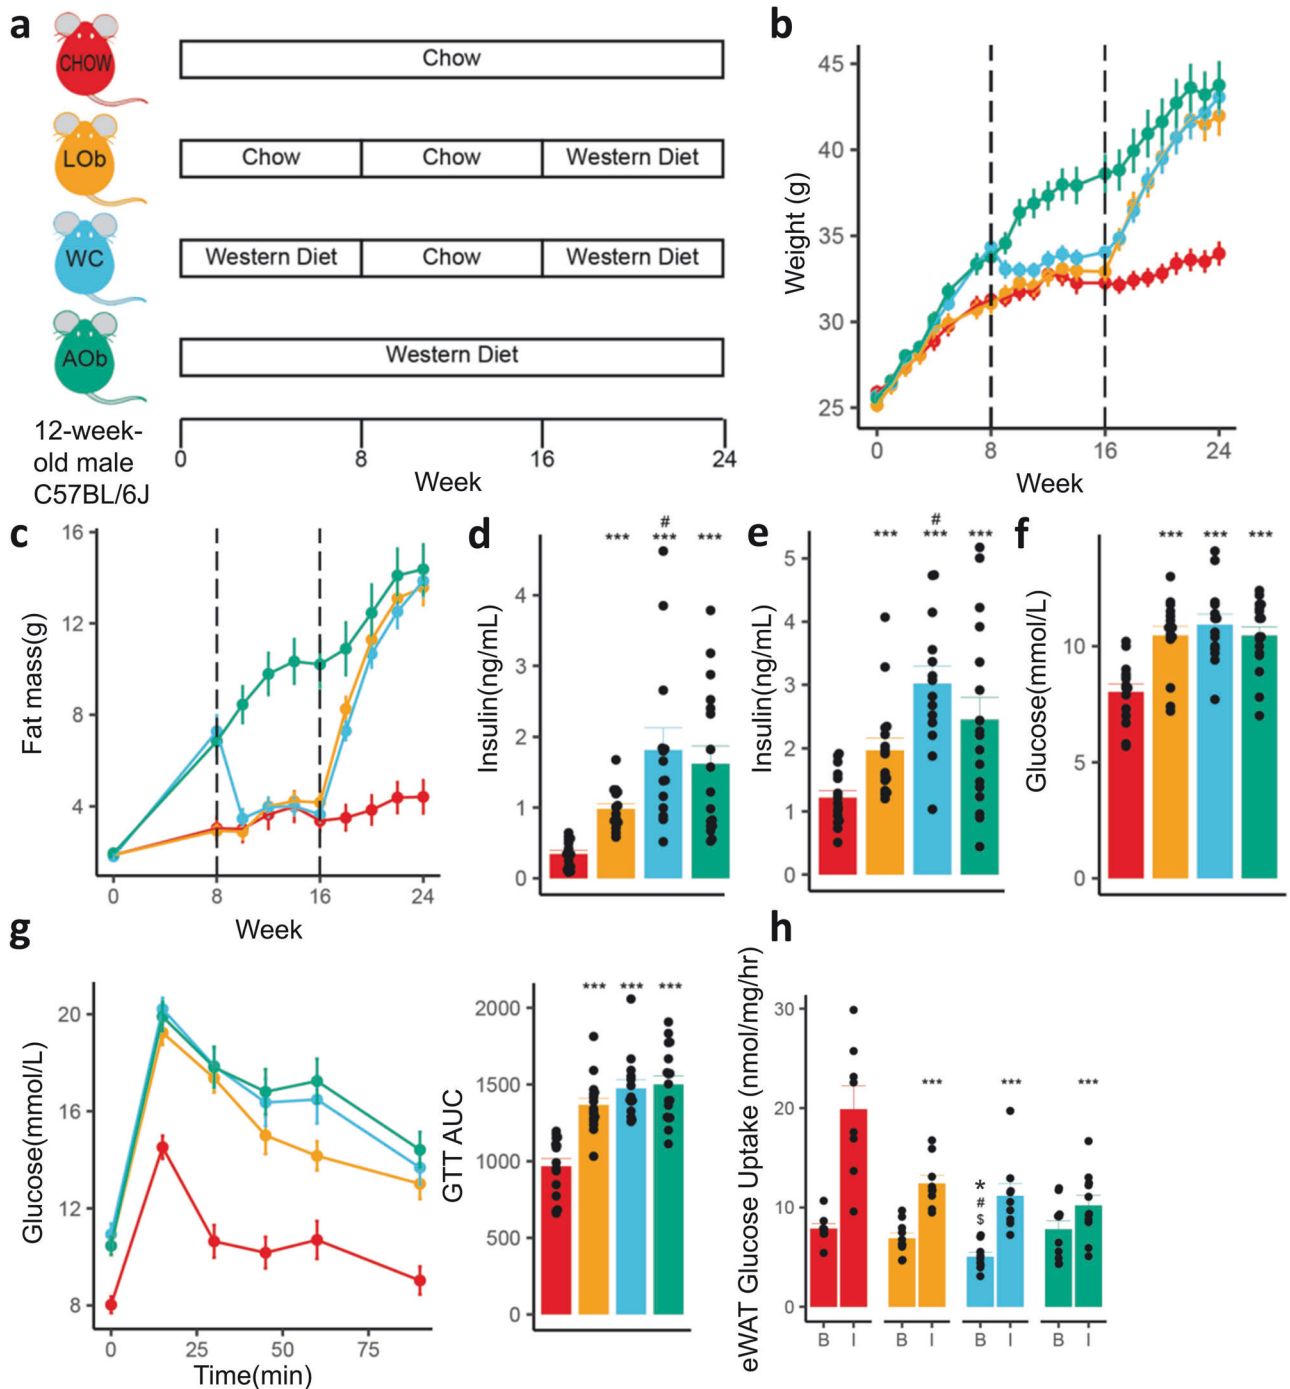 a
CHOW
Chow
LOb
Chow
Chow
Western Diet
WC
Western Diet
Chow
Western Diet
AOb
Western Diet
12-week-
old male
C57BL/6J
0
8
16
24
Week
b
45
40
35
30
25
Weight (g)
0
8
16
24
Week
c
16
12
8
4
Fat mass(g)
0
8
16
24
Week
d
#
*** *** ***
4
3
2
1
0
Insulin(ng/mL)
e
#
*** *** ***
5
4
3
2
1
0
Insulin(ng/mL)
f
*** *** ***
10
5
0
Glucose(mmol/L)
g
20
16
12
8
Glucose(mmol/L)
0
25
50
75
Time(min)
*** *** ***
2000
1500
1000
500
0
GTT AUC
h
30
20
10
0
eWAT Glucose Uptake (nmol/mg/hr)
*** *** ***
*
#
$
B I B I B I B I